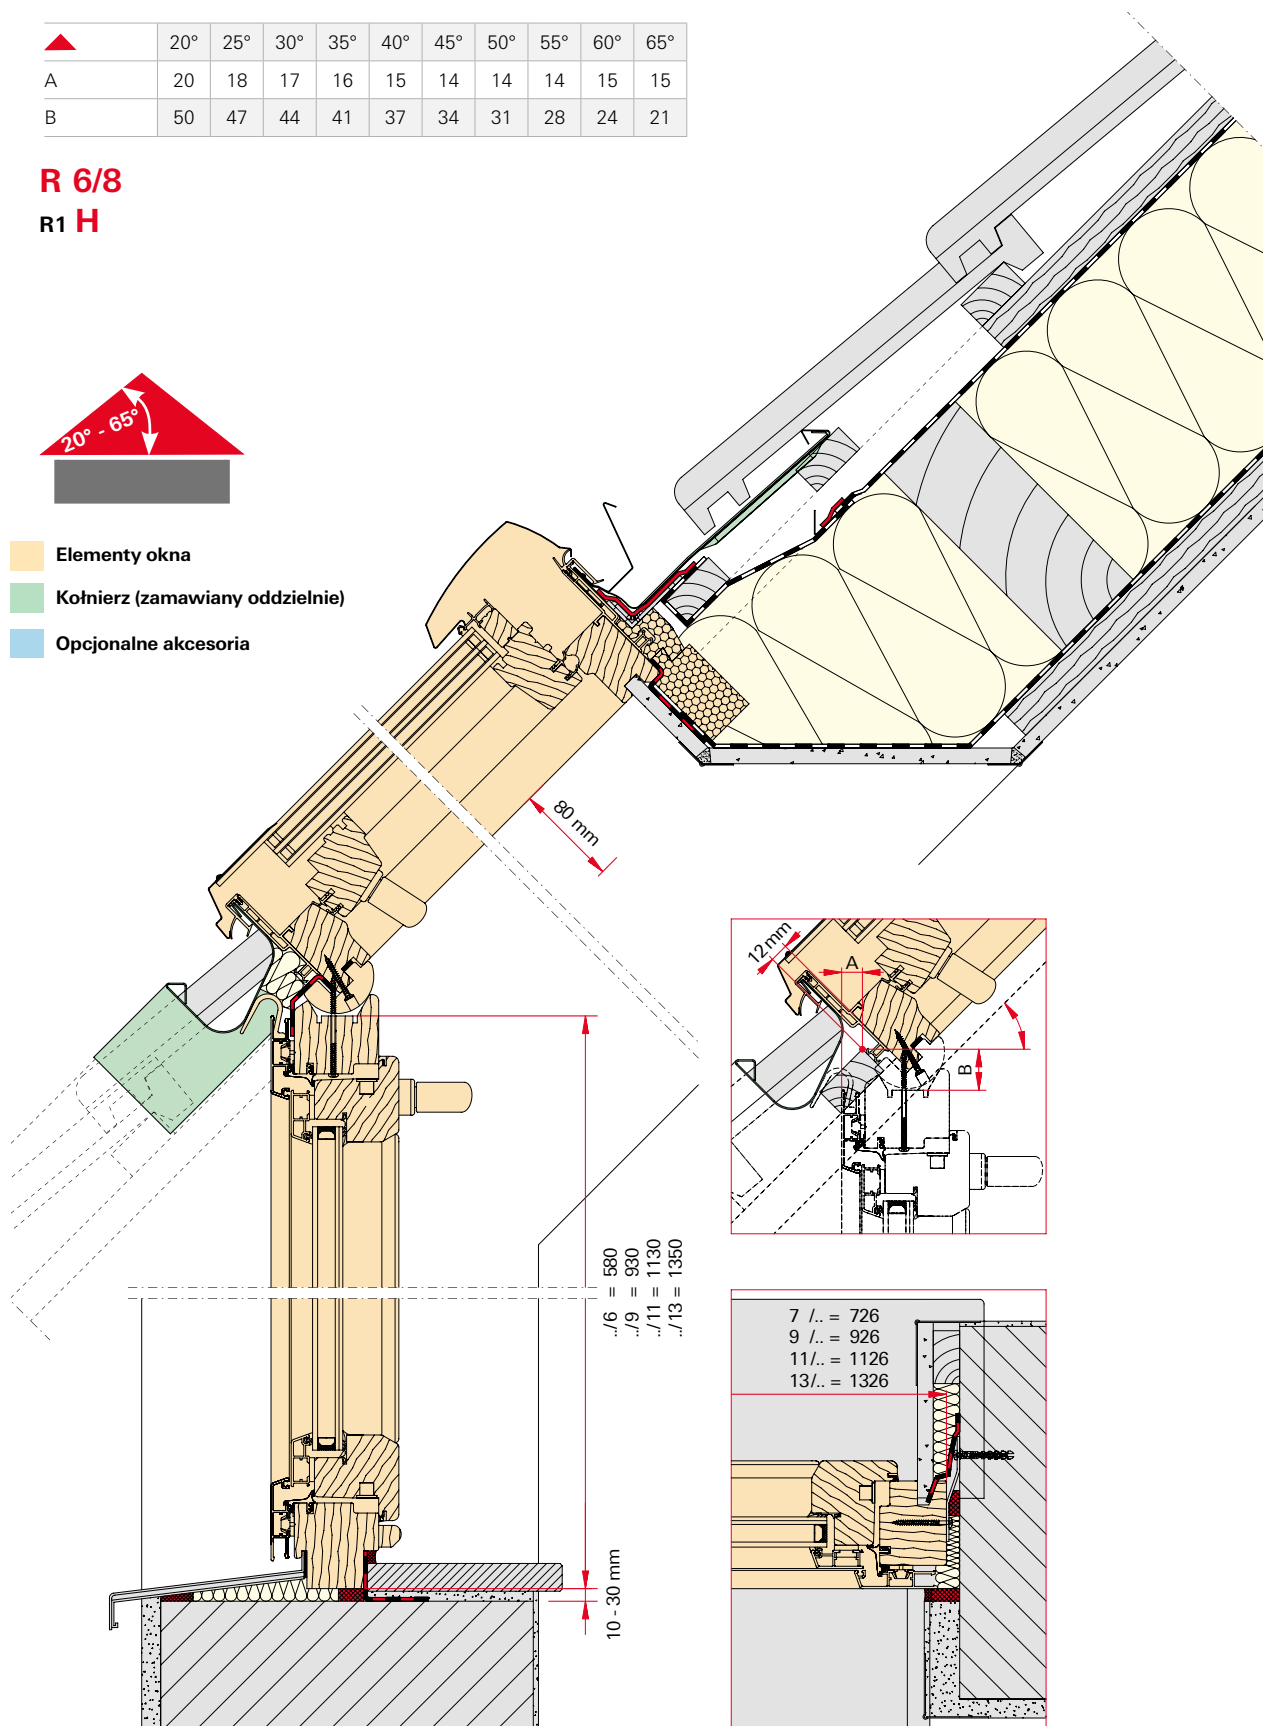 20° 25° 30° 35° 40° 45° 50° 55° 60° 65°
A 20 18 17 16 15 14 14 14 15 15
B 50 47 44 41 37 34 31 28 24 21
R 6/8
R1 H
20° - 65°
Elementy okna
Kołnierz (zamawiany oddzielnie)
Opcjonalne akcesoria
80 mm
12 mm
A
B
../6 = 580
../9 = 930
../11 = 1130
../13 = 1350
7 /.. = 726
9 /.. = 926
11/.. = 1126
13/.. = 1326
10 - 30 mm